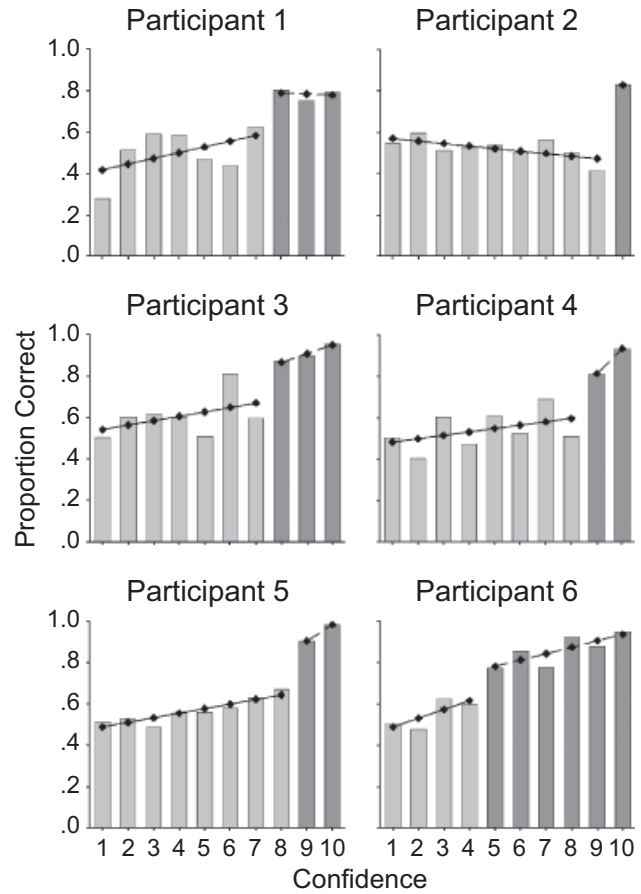 Participant 1
Participant 2
1.0
.8
.6
.4
.2
.0
Participant 3
Participant 4
Proportion Correct
1.0
.8
.6
.4
.2
.0
Participant 5
Participant 6
1.0
.8
.6
.4
.2
.0
1 2 3 4 5 6 7 8 9 10
1 2 3 4 5 6 7 8 9 10
Confidence